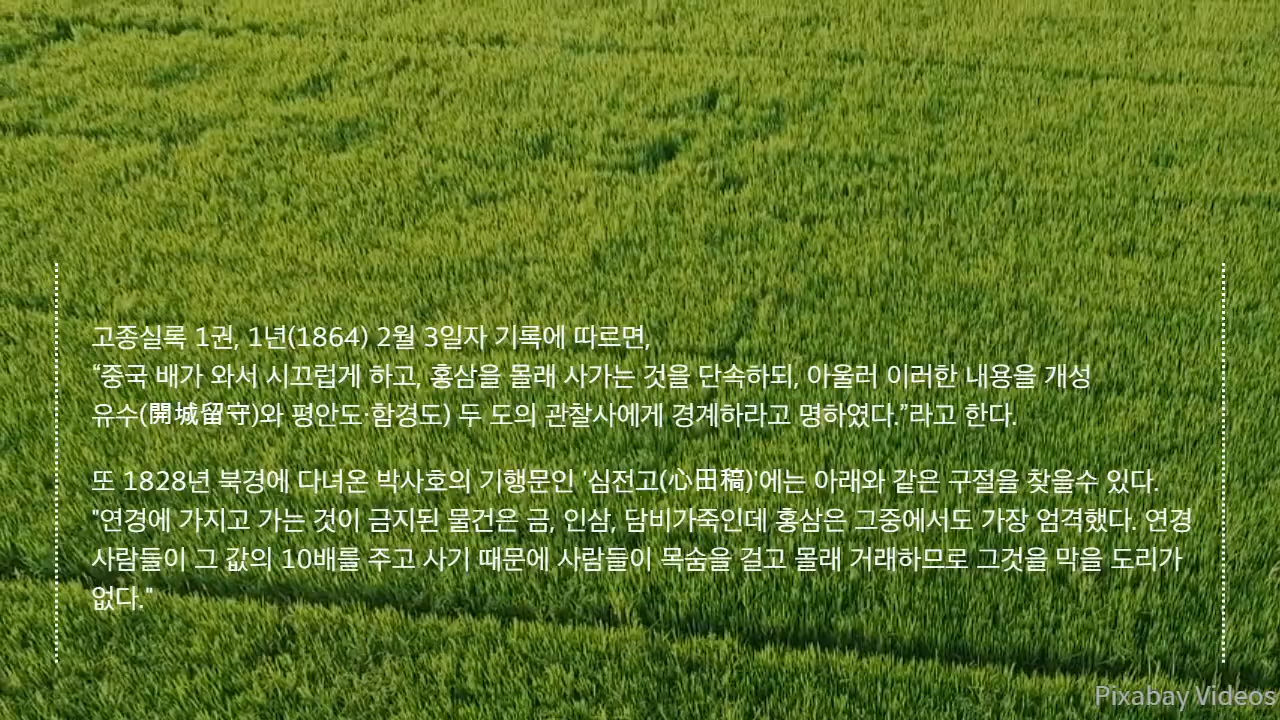 고종실록 1권, 1년(1864) 2월 3일자 기록에 따르면,
“중국 배가 와서 시끄럽게 하고, 홍삼을 몰래 사가는 것을 단속하되, 아울러 이러한 내용을 개성
유수(開城留守)와 평안도·함경도) 두 도의 관찰사에게 경계하라고 명하였다.”라고 한다.
또 1828년 북경에 다녀온 박사호의 기행문인 '심전고(心田稿)'에는 아래와 같은 구절을 찾을수 있다.
"연경에 가지고 가는 것이 금지된 물건은 금, 인삼, 담비가죽인데 홍삼은 그중에서도 가장 엄격했다. 연경
사람들이 그 값의 10배를 주고 사기 때문에 사람들이 목숨을 걸고 몰래 거래하므로 그것을 막을 도리가
없다."
Pixabay Videos